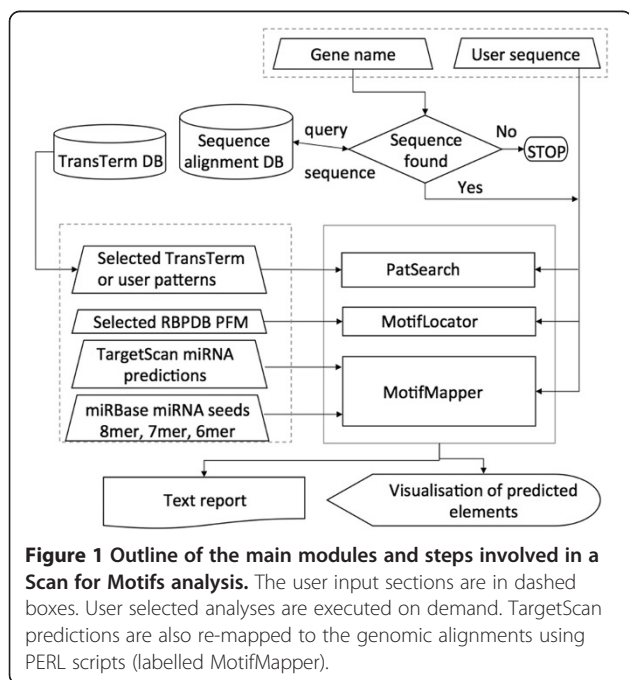 Gene name
User sequence
TransTerm DB
Sequence
alignment DB
query
sequence
Sequence
found
No
STOP
Yes
Selected TransTerm
or user patterns
PatSearch
Selected RBPDB PFM
MotifLocator
TargetScan miRNA
predictions
MotifMapper
miRBase miRNA seeds
8mer, 7mer, 6mer
Text report
Visualisation of predicted
elements
Figure 1 Outline of the main modules and steps involved in a
Scan for Motifs analysis. The user input sections are in dashed
boxes. User selected analyses are executed on demand. TargetScan
predictions are also re-mapped to the genomic alignments using
PERL scripts (labelled MotifMapper).